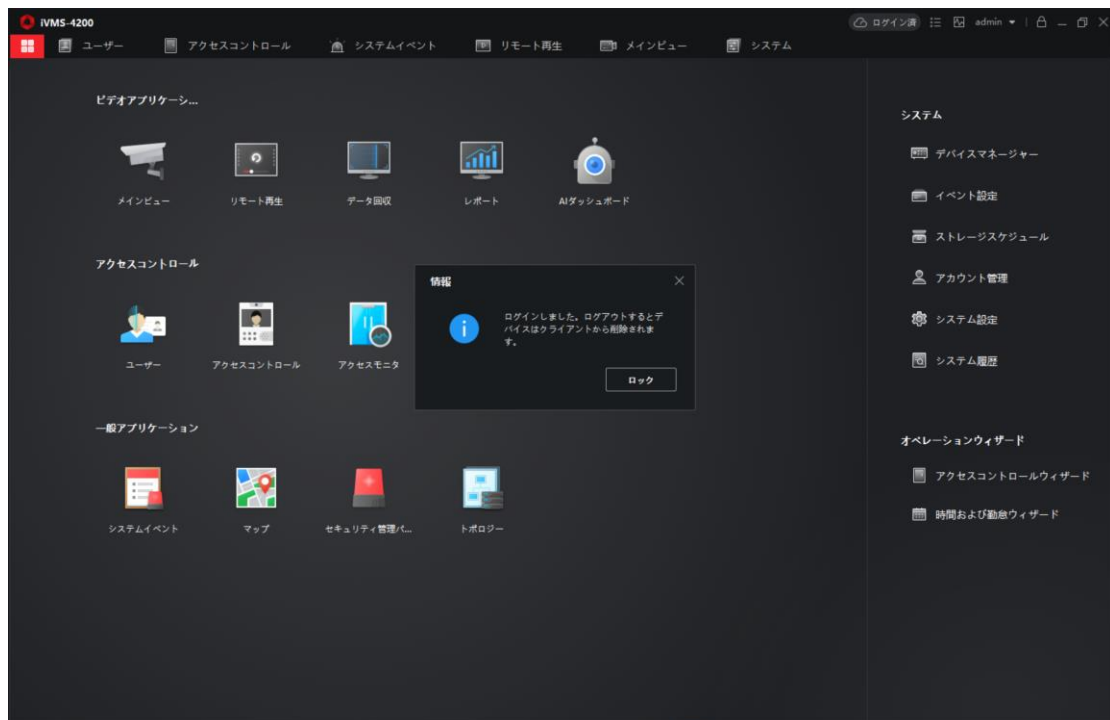 iVMS-4200
ログイン済 admin
ユーザー アクセスコントロール システムイベント リモート再生 メインビュー システム
ビデオアプリケーシ...
メインビュー リモート再生 データ回収 レポート AIダッシュボード
アクセスコントロール
ユーザー アクセスコントロール アクセスモニタ
情報
ログインしました。ログアウトするとデ
バイスはクライアントから削除されま
す。
ロック
一般アプリケーション
システムイベント マップ セキュリティ管理パ... トポロジー
システム
デバイスマネージャー
イベント設定
ストレージスケジュール
アカウント管理
システム設定
システム履歴
オペレーションウィザード
アクセスコントロールウィザード
時間および勤怠ウィザード